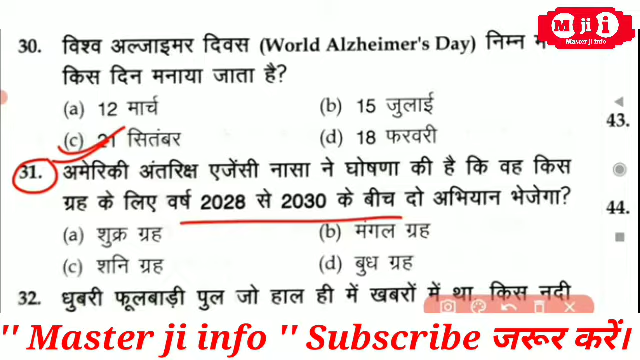 M j i
Master ji info
30. विश्व अल्जाइमर दिवस (World Alzheimer's Day) निम्न में
किस दिन मनाया जाता है?
(a) 12 मार्च (b) 15 जुलाई
(c) 21 सितंबर (d) 18 फरवरी
43.
31. अमेरिकी अंतरिक्ष एजेंसी नासा ने घोषणा की है कि वह किस
ग्रह के लिए वर्ष 2028 से 2030 के बीच दो अभियान भेजेगा?
44.
(a) शुक्र ग्रह (b) मंगल ग्रह
(c) शनि ग्रह (d) बुध ग्रह
32. धुबरी फूलबाड़ी पुल जो हाल ही में खबरों में था. किस नदी
" Master ji info " Subscribe जरूर करें।